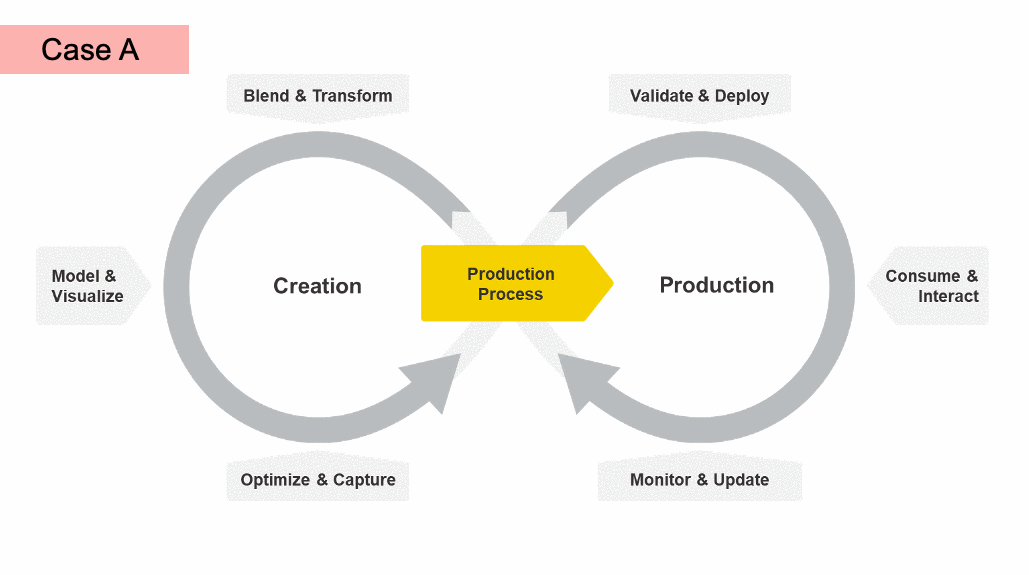 Case A
Blend & Transform
Validate & Deploy
Model &
Visualize
Creation
Production
Process
Production
Consume &
Interact
Optimize & Capture
Monitor & Update